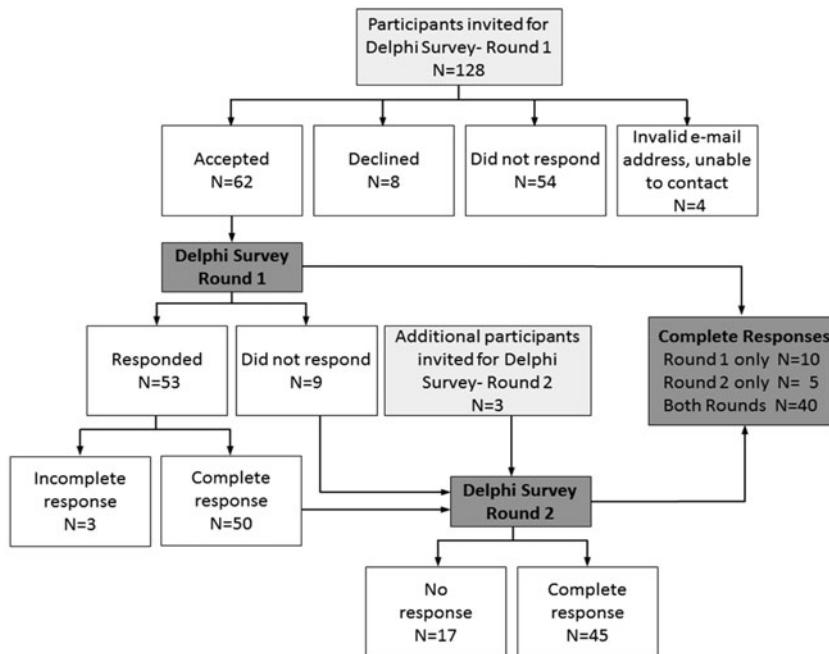 Participants invited for
Delphi Survey- Round 1
N=128
Accepted
N=62
Declined
N=8
Did not respond
N=54
Invalid e-mail
address, unable
to contact
N=4
Delphi Survey
Round 1
Responded
N=53
Did not respond
N=9
Additional participants
invited for Delphi
Survey- Round 2
N=3
Complete Responses
Round 1 only N=10
Round 2 only N= 5
Both Rounds N=40
Incomplete
response
N=3
Complete
response
N=50
Delphi Survey
Round 2
No
response
N=17
Complete
response
N=45